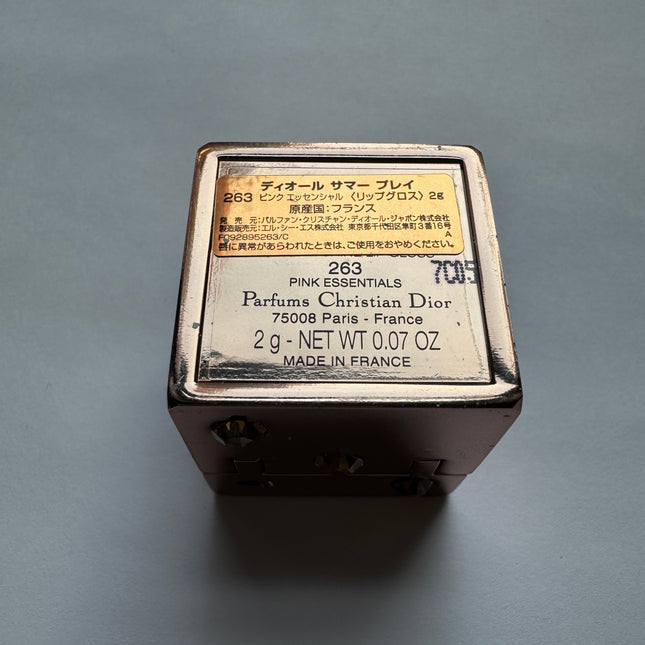 ディオール サマー プレイ
263 ピンク エッセンシャル 〈リップグロス〉 2g
原産国:フランス
発 売 元:パルファン・クリスチャン・ディオール・ジャポン株式会社
製造販売元:エル・シー・エス株式会社 東京都千代田区隼町3番16号
F092895263/C A
唇に異常があらわれたときは、ご使用をおやめください。
263 7C05
PINK ESSENTIALS
Parfums Christian Dior
75008 Paris - France
2 g - NET WT 0.07 OZ
MADE IN FRANCE